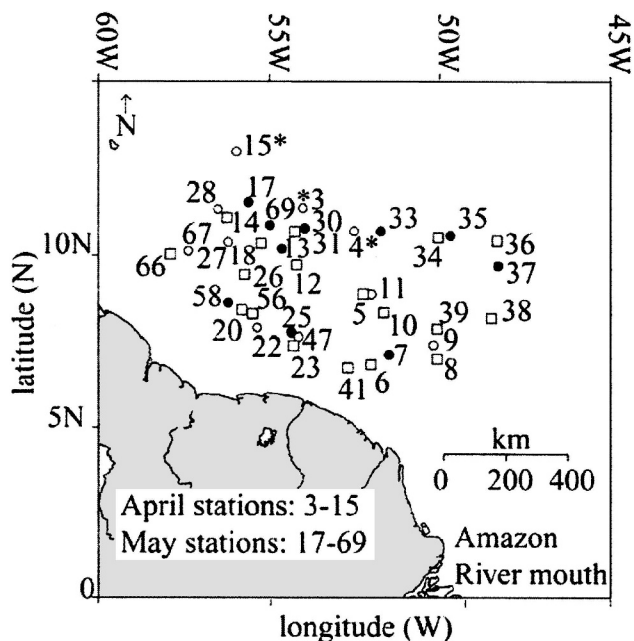 60W 55W 50W 45W
N
15*
28 17 69 *3
14 30 33 35
67 4* 36
10N
66 27 18 13 31 34 37
26 12
58 56 11 39 38
5 10 9
20 25
22 47 7 8
23 41 6
latitude (N)
5N
km
0 200 400
April stations: 3-15
May stations: 17-69
Amazon
River mouth
0
longitude (W)